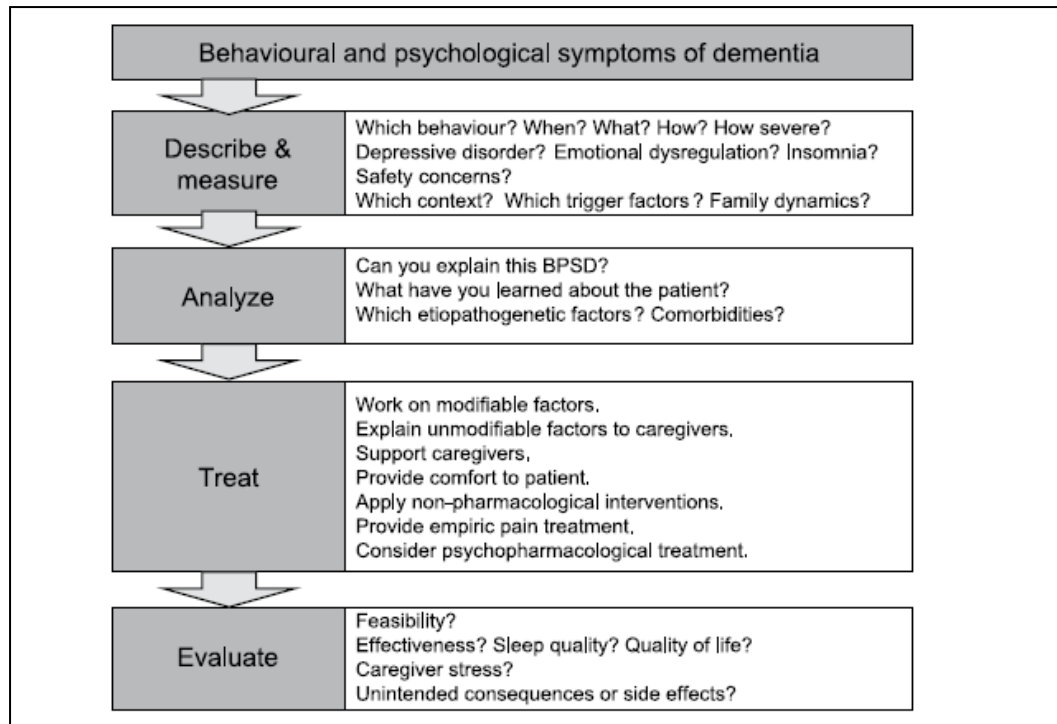 Behavioural and psychological symptoms of dementia
Describe &
measure
Which behaviour? When? What? How? How severe?
Depressive disorder? Emotional dysregulation? Insomnia?
Safety concerns?
Which context? Which trigger factors? Family dynamics?
Analyze
Can you explain this BPSD?
What have you learned about the patient?
Which etiopathogenetic factors? Comorbidities?
Treat
Work on modifiable factors.
Explain unmodifiable factors to caregivers.
Support caregivers.
Provide comfort to patient.
Apply non-pharmacological interventions.
Provide empiric pain treatment.
Consider psychopharmacological treatment.
Evaluate
Feasibility?
Effectiveness? Sleep quality? Quality of life?
Caregiver stress?
Unintended consequences or side effects?